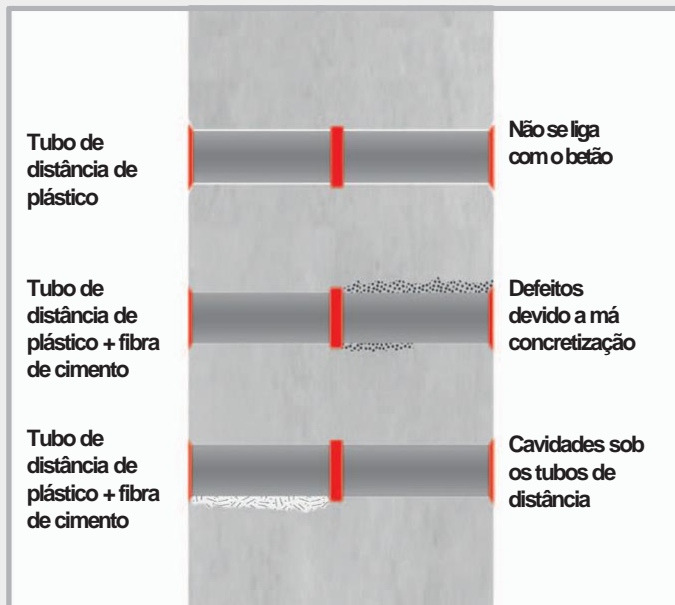 Tubo de
distância de
plástico
Não se liga
com o betão
Tubo de
distância de
plástico + fibra
de cimento
Defeitos
devido a má
concretização
Tubo de
distância de
plástico + fibra
de cimento
Cavidades sob
os tubos de
distância